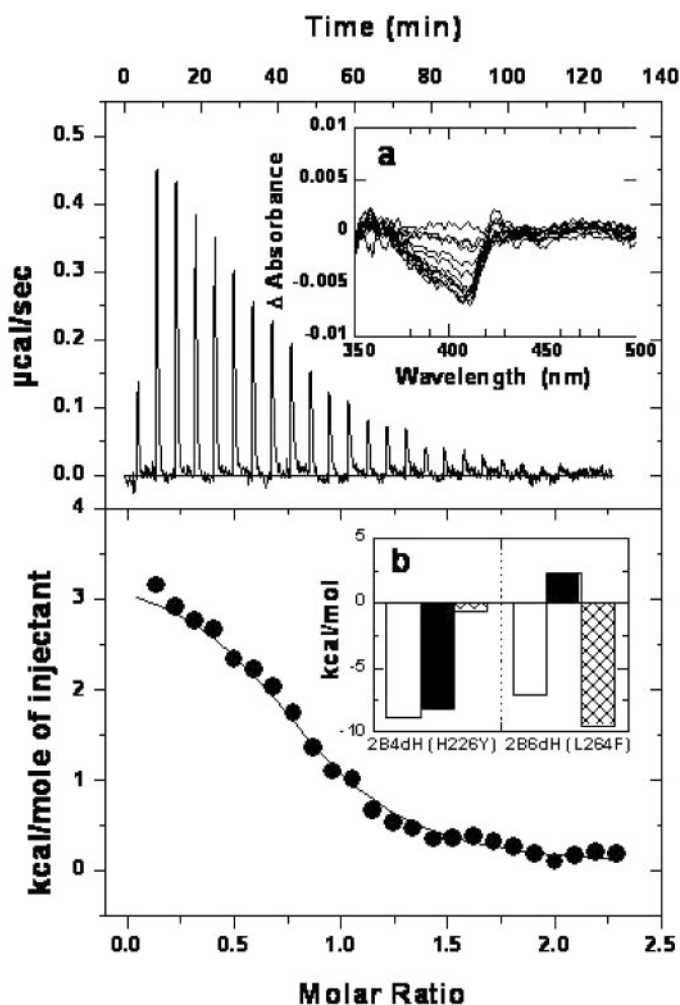 Time (min)
0 20 40 60 80 100 120 140
0.5
0.4
0.3
0.2
0.1
0.0
µcal/sec
a
0.01
0.005
0
-0.005
-0.01
Δ Absorbance
350 400 450 500
Wavelength (nm)
4
3
2
1
0
kcal/mole of injectant
b
5
0
-5
-10
kcal/mol
2B4dH (H226Y) 2B6dH (L264F)
0.0 0.5 1.0 1.5 2.0 2.5
Molar Ratio